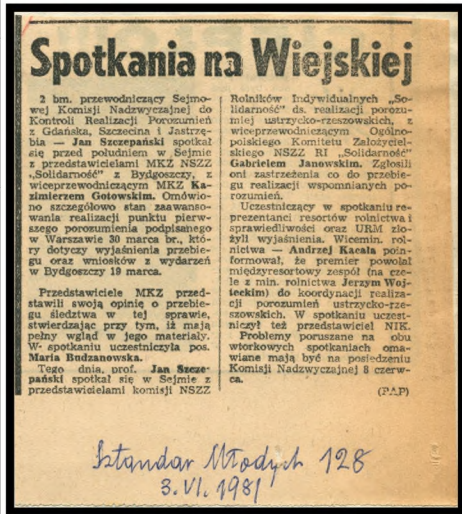 Spotkania na Wiejskiej
2 bm. przewodniczący Sejmo-
wej Komisji Nadzwyczajnej do
Kontroli Realizacji Porozumień
z Gdańska, Szczecina i Jastrzę-
bia — Jan Szczepański spotkał
się przed południem w Sejmie
z przedstawicielami MKZ NSZZ
„Solidarność” z Bydgoszczy, z
wiceprzewodniczącym MKZ Ka-
zimierzem Gotowskim. Omówio-
no szczegółowo stan zaawanso-
wania realizacji punktu pierw-
szego porozumienia podpisanego
w Warszawie 30 marca br., któ-
ry dotyczy wyjaśnienia przebie-
gu oraz wniosków z wydarzeń
w Bydgoszczy 19 marca.
Przedstawiciele MKZ przed-
stawili swoją opinię o przebie-
gu śledztwa w tej sprawie,
stwierdzając przy tym, iż mają
pełny wgląd w jego materiały.
W spotkaniu uczestniczyła pos.
Maria Budzanowska.
Tego dnia, prof. Jan Szcze-
pański spotkał się w Sejmie z
przedstawicielami komisji NSZZ
Rolników Indywidualnych „So-
lidarność” ds. realizacji porozu-
mień ustrzycko-rzeszowskich, z
wiceprzewodniczącym Ogólno-
polskiego Komitetu Założyciel-
skiego NSZZ RI „Solidarność”
Gabrielem Janowskim. Zgłosili
oni zastrzeżenia co do przebie-
gu realizacji wspomnianych po-
rozumień.
Uczestniczący w spotkaniu re-
prezentanci resortów rolnictwa i
sprawiedliwości oraz URM zło-
żyli wyjaśnienia. Wicemin. rol-
nictwa — Andrzej Kacała poin-
formował, że premier powołał
międzyresortowy zespół (na cze-
le z min. rolnictwa Jerzym Woj-
teckim) do koordynacji realiza-
cji porozumień ustrzycko-rze-
szowskich. W spotkaniu uczest-
niczył też przedstawiciel NIK.
Problemy poruszane na obu
wtorkowych spotkaniach oma-
wiane mają być na posiedzeniu
Komisji Nadzwyczajnej 8 czerw-
ca.
(PAP)
Sztandar Młodych 128
3.VI.1981